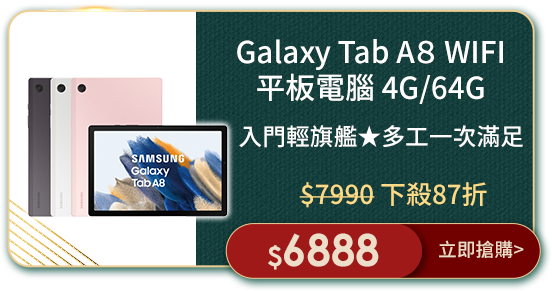 Galaxy Tab A8 WIFI
平板電腦 4G/64G
入門輕旗艦★多工一次滿足
SAMSUNG
Galaxy
Tab A8
$7990 下殺87折
$6888 立即搶購>